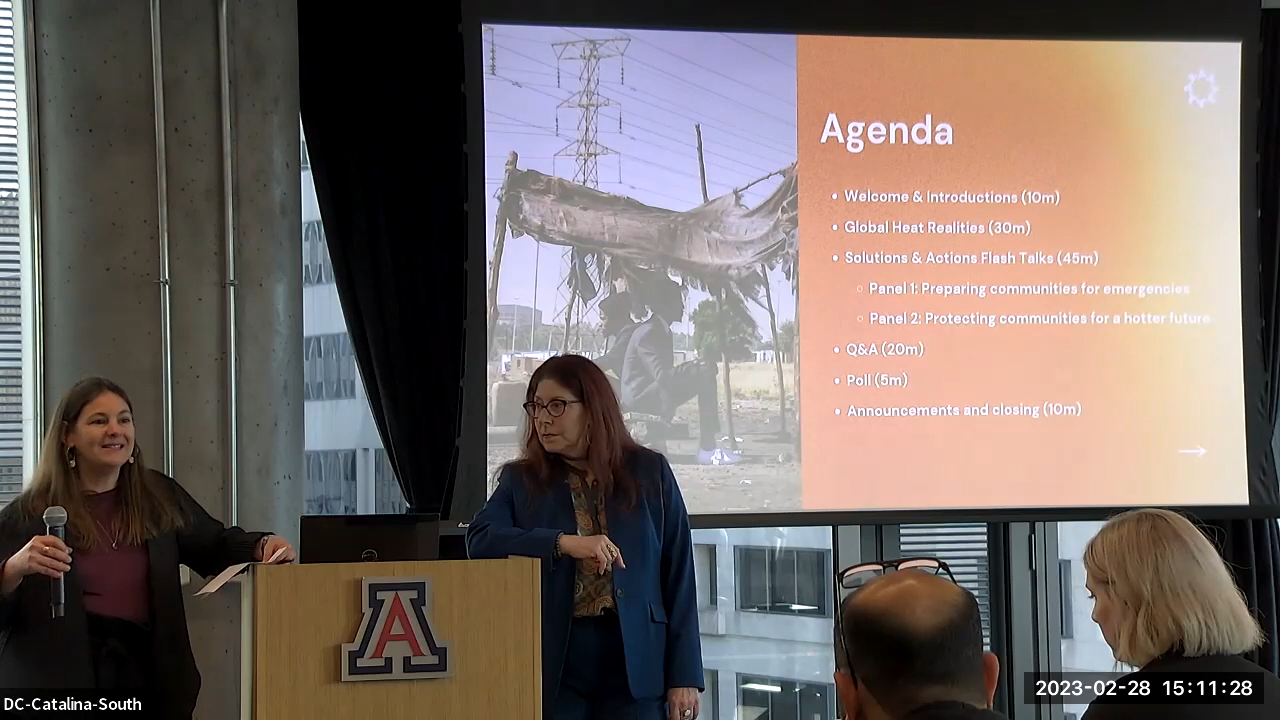 Agenda
• Welcome & Introductions (10m)
• Global Heat Realities (30m)
• Solutions & Actions Flash Talks (45m)
○ Panel 1: Preparing communities for emergencies
○ Panel 2: Protecting communities for a hotter future
• Q&A (20m)
• Poll (5m)
• Announcements and closing (10m)
A
DELL
DC-Catalina-South
2023-02-28 15:11:28